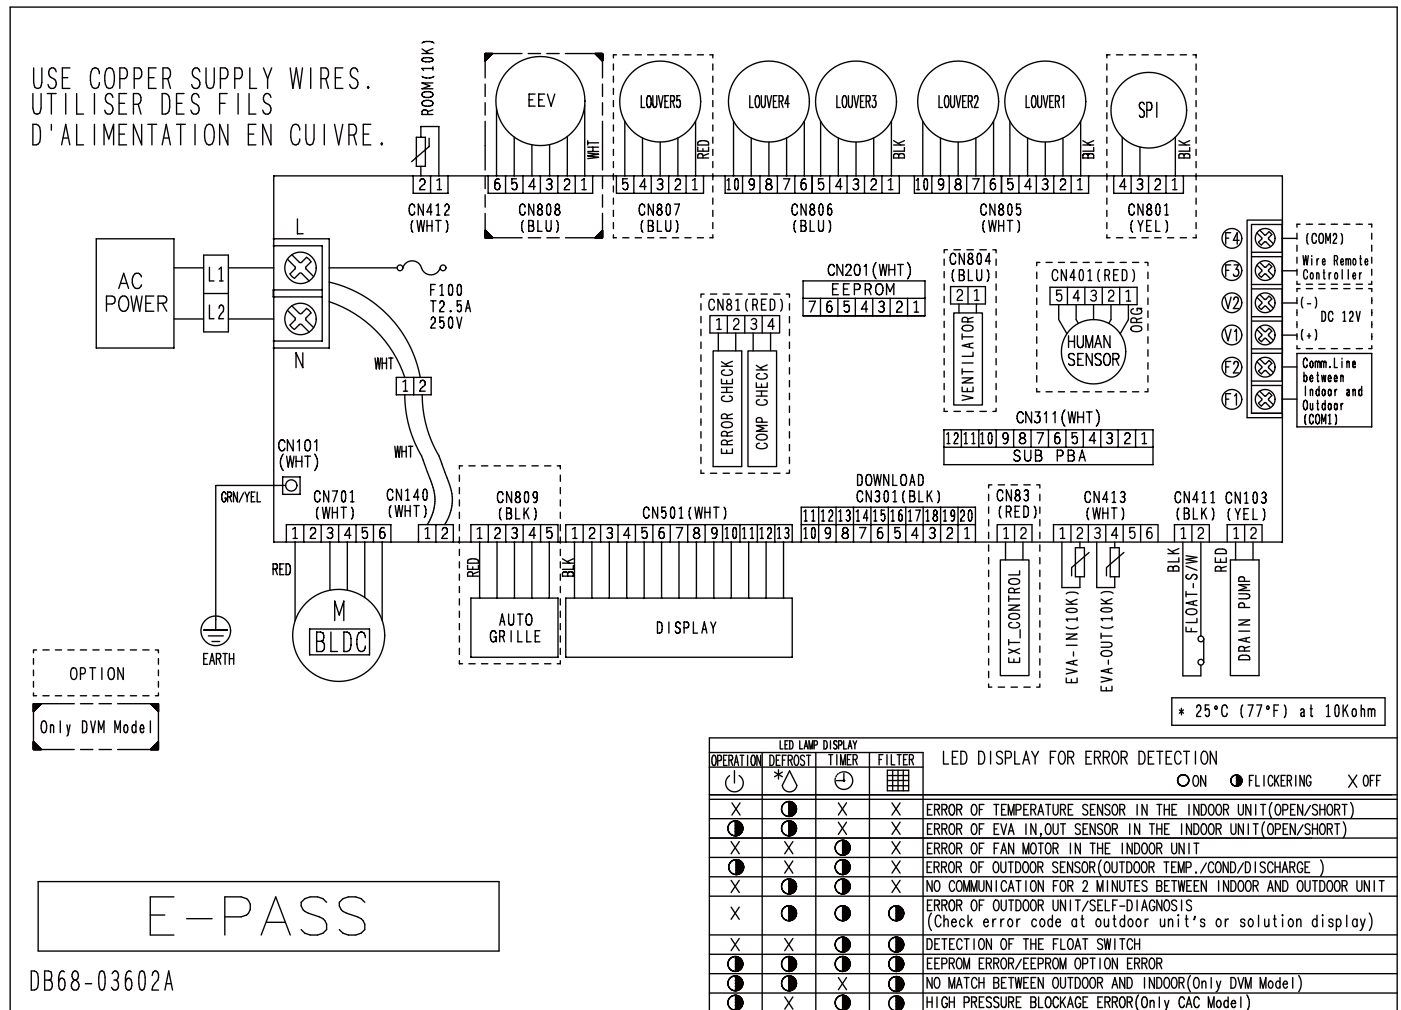 USE COPPER SUPPLY WIRES.
UTILISER DES FILS
D'ALIMENTATION EN CUIVRE.
ROOM(10K)
EEV
LOUVER5
LOUVER4
LOUVER3
LOUVER2
LOUVER1
SPI
WHT
RED
BLK
BLK
BLK
2 1
6 5 4 3 2 1
5 4 3 2 1
10 9 8 7 6 5 4 3 2 1
10 9 8 7 6 5 4 3 2 1
4 3 2 1
CN412
(WHT)
CN808
(BLU)
CN807
(BLU)
CN806
(BLU)
CN805
(WHT)
CN801
(YEL)
AC
POWER
L1
L2
L
N
F100
T2.5A
250V
WHT
1 2
WHT
CN81(RED)
1 2 3 4
ERROR CHECK
COMP CHECK
CN201(WHT)
EEPROM
7 6 5 4 3 2 1
CN804
(BLU)
2 1
VENTILATOR
CN401(RED)
5 4 3 2 1
ORG
HUMAN
SENSOR
F4
F3
V2
V1
F2
F1
(COM2)
Wire Remote
Controller
(-)
DC 12V
(+)
Comm.Line
between
Indoor and
Outdoor
(COM1)
CN311(WHT)
12 11 10 9 8 7 6 5 4 3 2 1
SUB PBA
CN101
(WHT)
GRN/YEL
EARTH
CN701
(WHT)
1 2 3 4 5 6
RED
M
BLDC
CN140
(WHT)
1 2
CN809
(BLK)
1 2 3 4 5
RED
AUTO
GRILLE
CN501(WHT)
1 2 3 4 5 6 7 8 9 10 11 12 13
BLK
DISPLAY
DOWNLOAD
CN301(BLK)
11 12 13 14 15 16 17 18 19 20
10 9 8 7 6 5 4 3 2 1
CN83
(RED)
1 2
EXT_CONTROL
CN413
(WHT)
1 2 3 4 5 6
EVA-IN(10K)
EVA-OUT(10K)
CN411
(BLK)
1 2
BLK
FLOAT-S/W
CN103
(YEL)
1 2
RED
DRAIN PUMP
OPTION
Only DVM Model
* 25°C (77°F) at 10Kohm
LED LAMP DISPLAY
OPERATION DEFROST TIMER FILTER
LED DISPLAY FOR ERROR DETECTION
○ ON ◑ FLICKERING X OFF
X ◑ X X ERROR OF TEMPERATURE SENSOR IN THE INDOOR UNIT(OPEN/SHORT)
◑ ◑ X X ERROR OF EVA IN,OUT SENSOR IN THE INDOOR UNIT(OPEN/SHORT)
X X ◑ X ERROR OF FAN MOTOR IN THE INDOOR UNIT
◑ X ◑ X ERROR OF OUTDOOR SENSOR(OUTDOOR TEMP./COND/DISCHARGE )
X ◑ ◑ X NO COMMUNICATION FOR 2 MINUTES BETWEEN INDOOR AND OUTDOOR UNIT
X ◑ ◑ ◑ ERROR OF OUTDOOR UNIT/SELF-DIAGNOSIS
(Check error code at outdoor unit's or solution display)
X X ◑ ◑ DETECTION OF THE FLOAT SWITCH
◑ ◑ ◑ ◑ EEPROM ERROR/EEPROM OPTION ERROR
◑ ◑ X ◑ NO MATCH BETWEEN OUTDOOR AND INDOOR(Only DVM Model)
◑ X ◑ ◑ HIGH PRESSURE BLOCKAGE ERROR(Only CAC Model)
E-PASS
DB68-03602A